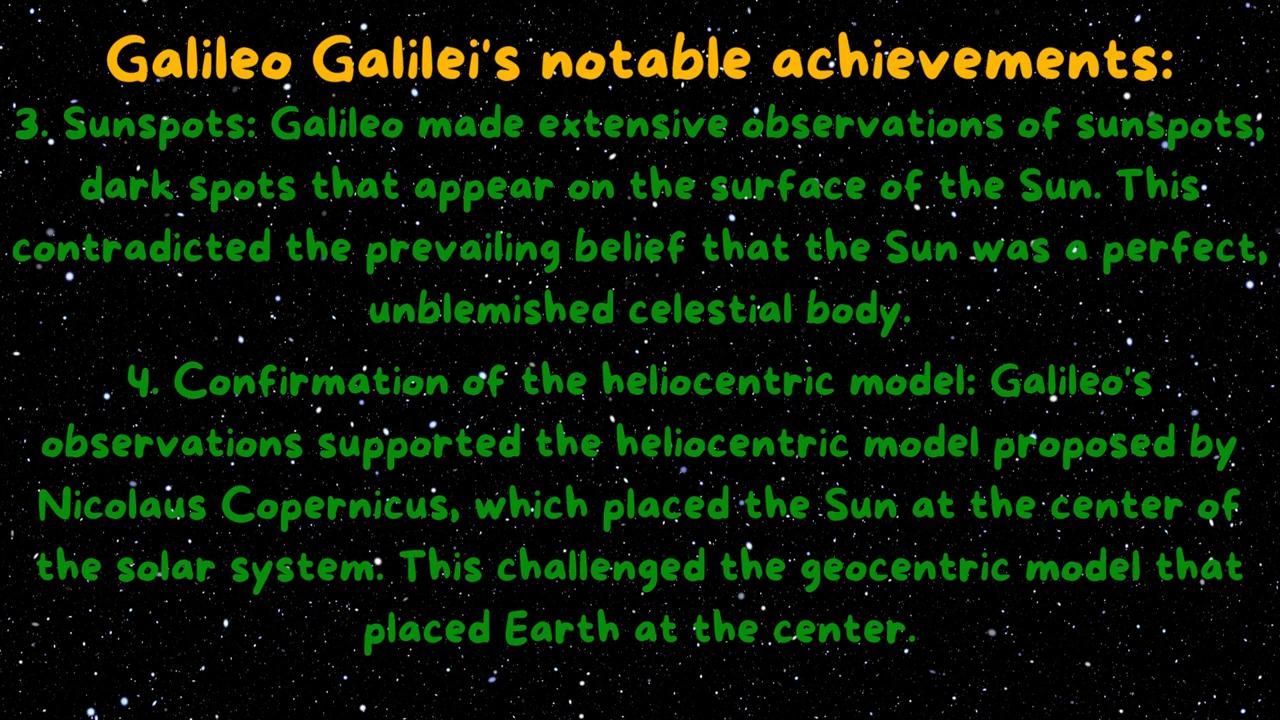 Galileo Galilei's notable achievements:
3. Sunspots: Galileo made extensive observations of sunspots,
dark spots that appear on the surface of the Sun. This
contradicted the prevailing belief that the Sun was a perfect,
unblemished celestial body.
4. Confirmation of the heliocentric model: Galileo's
observations supported the heliocentric model proposed by
Nicolaus Copernicus, which placed the Sun at the center of
the solar system. This challenged the geocentric model that
placed Earth at the center.